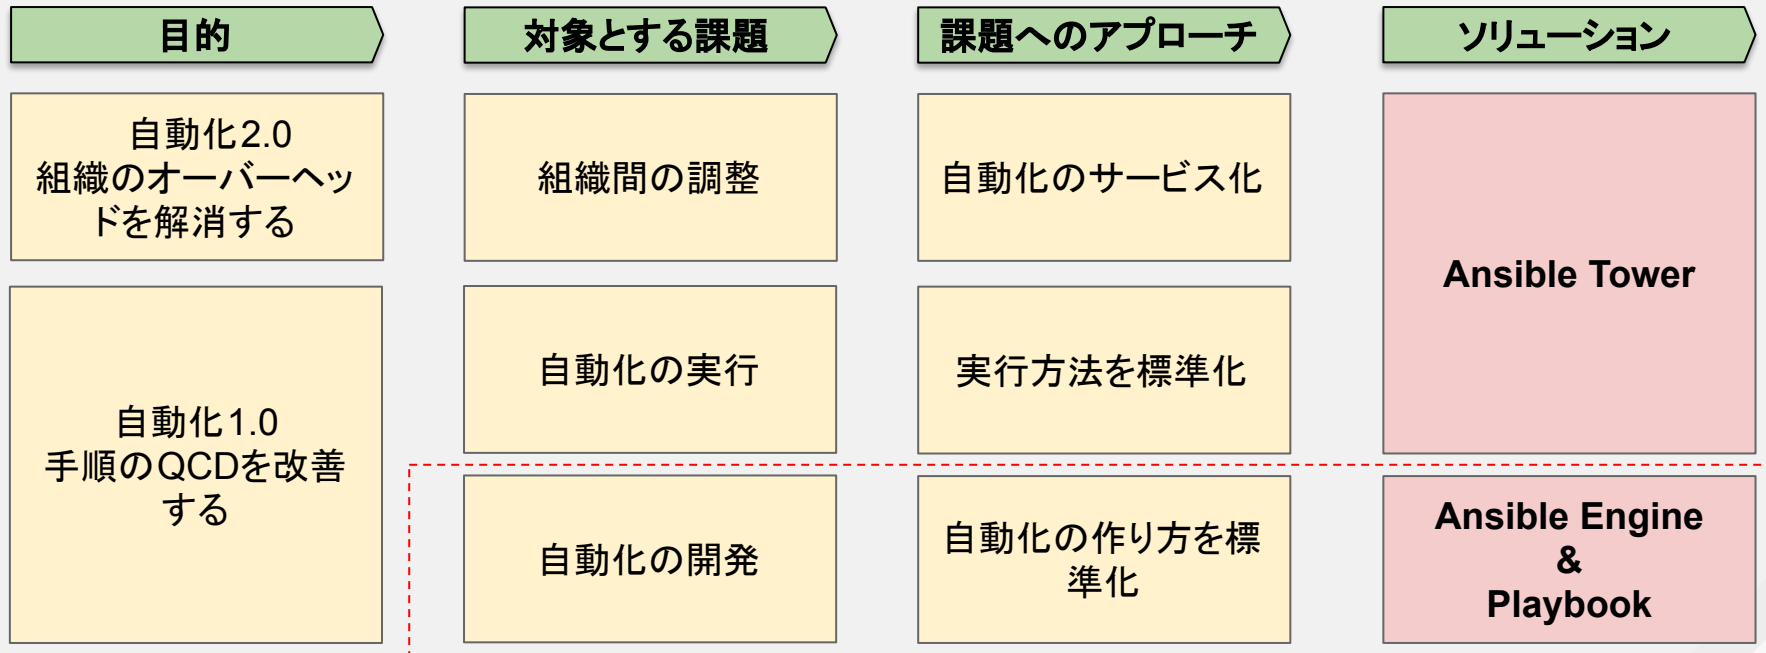 目的
対象とする課題
課題へのアプローチ
ソリューション
自動化2.0
組織のオーバーヘッ
ドを解消する
組織間の調整
自動化のサービス化
Ansible Tower
自動化の実行
実行方法を標準化
自動化1.0
手順のQCDを改善
する
自動化の開発
自動化の作り方を標
準化
Ansible Engine
&
Playbook